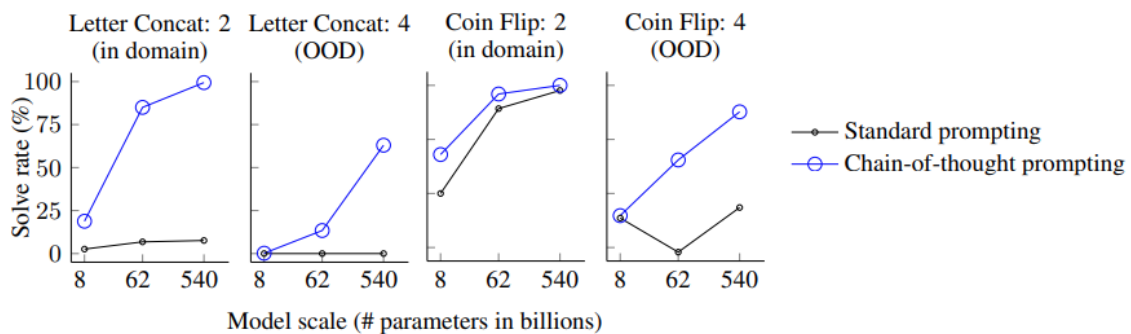 Letter Concat: 2
(in domain)
Letter Concat: 4
(OOD)
Coin Flip: 2
(in domain)
Coin Flip: 4
(OOD)
Solve rate (%)
100
75
50
25
0
8 62 540
8 62 540
8 62 540
8 62 540
Model scale (# parameters in billions)
Standard prompting
Chain-of-thought prompting